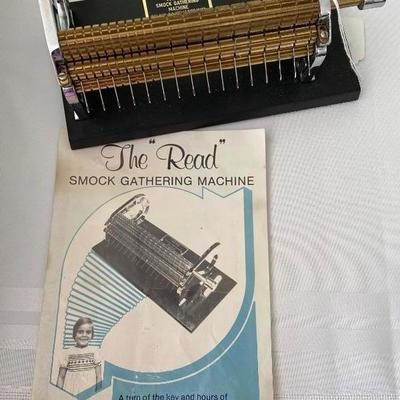 SMOCK GATHERING
MACHINE
The "Read"
SMOCK GATHERING MACHINE
A turn of the key and hours of